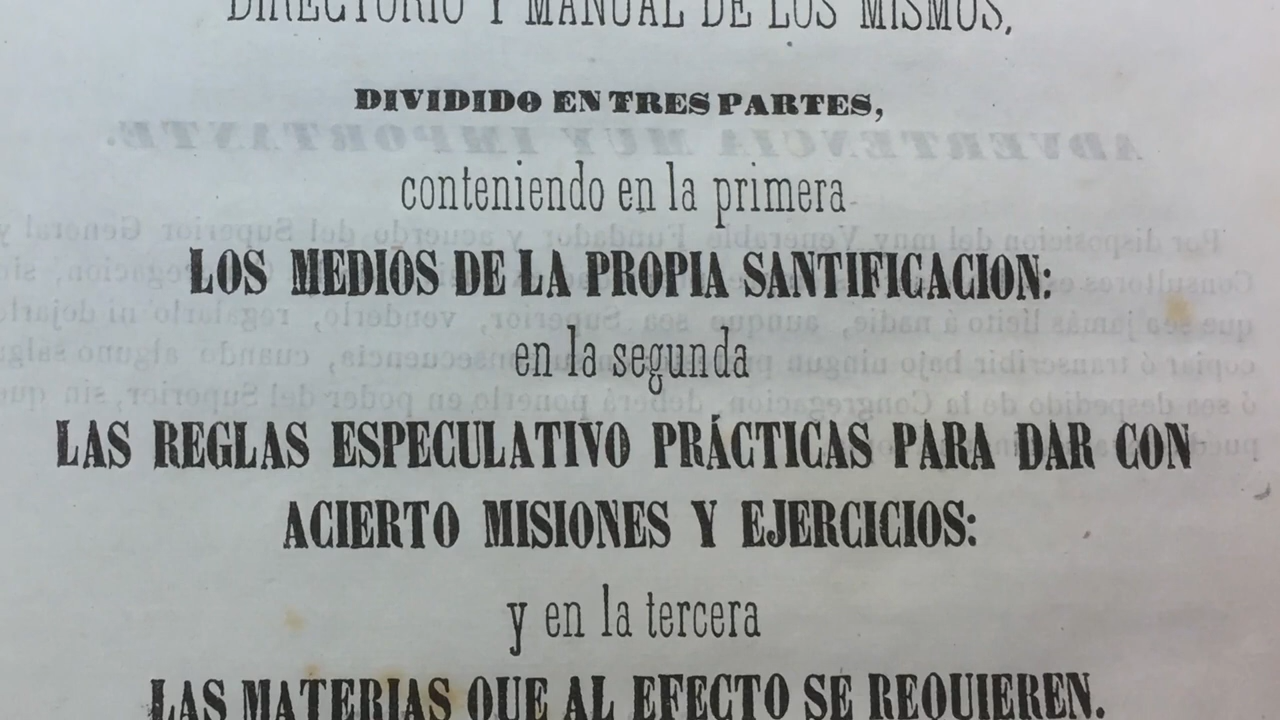 DIRECTORIO Y MANUAL DE LOS MISMOS,
DIVIDIDO EN TRES PARTES,
conteniendo en la primera
LOS MEDIOS DE LA PROPIA SANTIFICACION:
en la segunda
LAS REGLAS ESPECULATIVO PRÁCTICAS PARA DAR CON
ACIERTO MISIONES Y EJERCICIOS:
y en la tercera
LAS MATERIAS QUE AL EFECTO SE REQUIEREN.